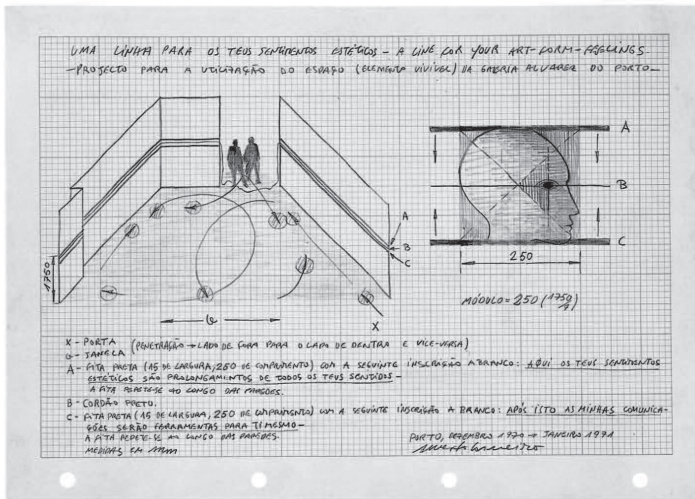 UMA LINHA PARA OS TEUS SENTIMENTOS ESTÉTICOS - A LINE FOR YOUR ART-FORM-FEELINGS.
- PROJECTO PARA A UTILIZAÇÃO DO ESPAÇO (ELEMENTO VIVIVEL) DA GALERIA ALVAREZ DO PORTO -
A
B
C
1750
A
B
C
250
MÓDULO = 250 (1750/7)
X
X - PORTA (PENETRAÇÃO → LADO DE FORA PARA O LADO DE DENTRO E VICE-VERSA)
JANELA
A - FITA PRETA (15 DE LARGURA, 250 DE COMPRIMENTO) COM A SEGUINTE INSCRIÇÃO A BRANCO: AQUI OS TEUS SENTIMENTOS
ESTÉTICOS SÃO PROLONGAMENTOS DE TODOS OS TEUS SENTIDOS -
A FITA REPETE-SE AO LONGO DAS PAREDES.
B - CORDÃO PRETO.
C - FITA PRETA (15 DE LARGURA, 250 DE COMPRIMENTO) COM A SEGUINTE INSCRIÇÃO A BRANCO: APÓS ISTO AS MINHAS COMUNICA-
ÇÕES SERÃO FERRAMENTAS PARA TI MESMO -
A FITA REPETE-SE AO LONGO DAS PAREDES.
MEDIDAS EM mm
PORTO, DEZEMBRO 1970 → JANEIRO 1971